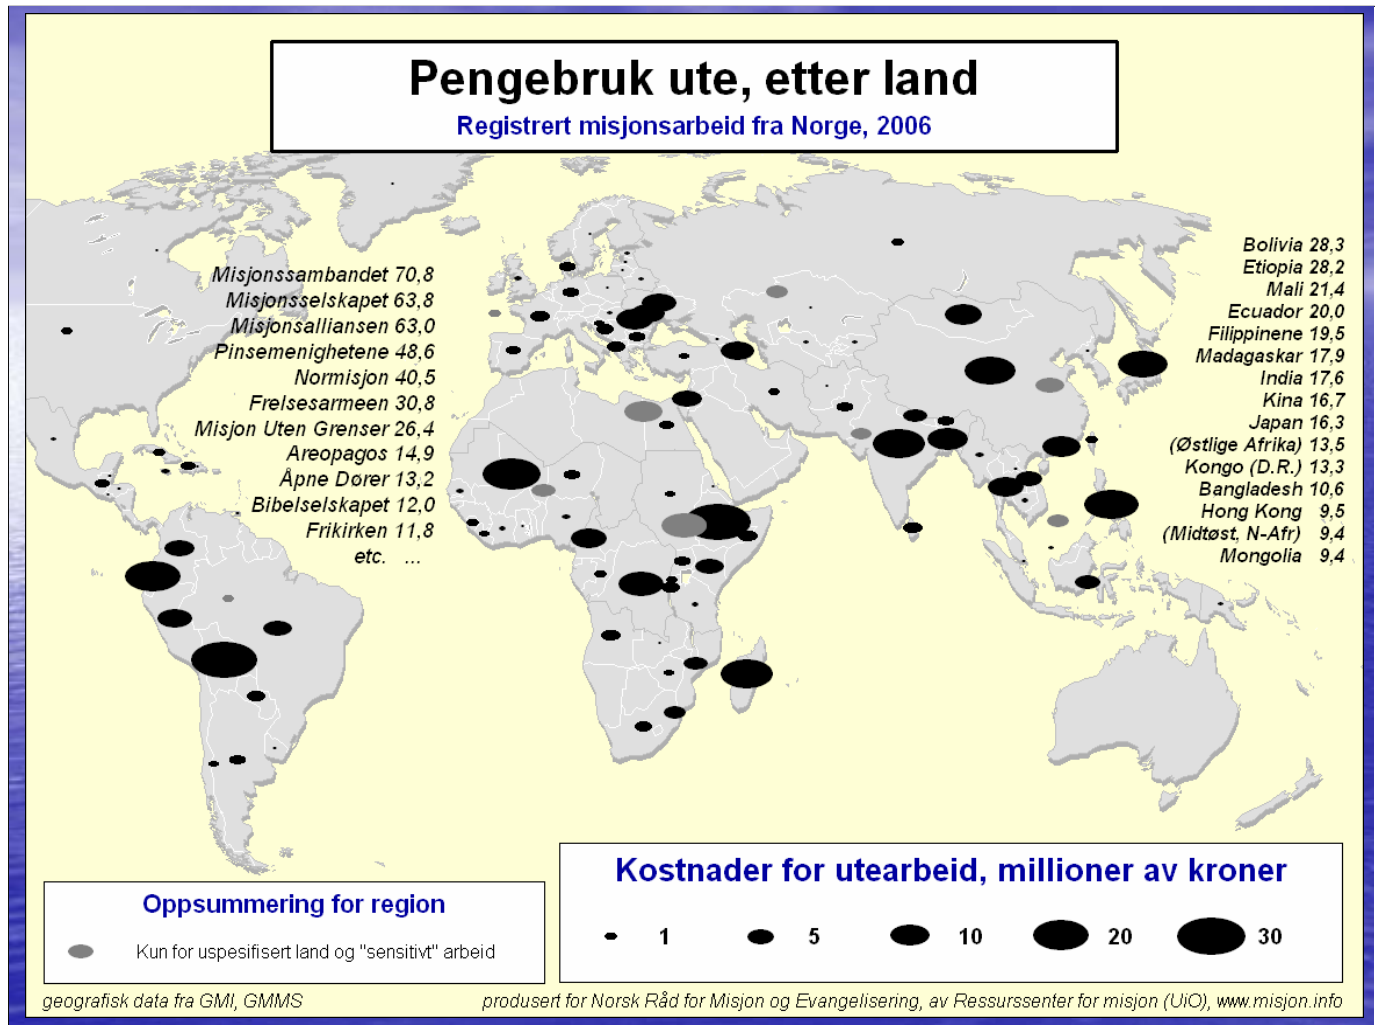 Pengebruk ute, etter land
Registrert misjonsarbeid fra Norge, 2006
Misjonssambandet 70,8
Misjonsselskapet 63,8
Misjonsalliansen 63,0
Pinsemenighetene 48,6
Normisjon 40,5
Frelsesarmeen 30,8
Misjon Uten Grenser 26,4
Areopagos 14,9
Åpne Dører 13,2
Bibelselskapet 12,0
Frikirken 11,8
etc. ...
Bolivia 28,3
Etiopia 28,2
Mali 21,4
Ecuador 20,0
Filippinene 19,5
Madagaskar 17,9
India 17,6
Kina 16,7
Japan 16,3
(Østlige Afrika) 13,5
Kongo (D.R.) 13,3
Bangladesh 10,6
Hong Kong 9,5
(Midtøst, N-Afr) 9,4
Mongolia 9,4
Oppsummering for region
Kun for uspesifisert land og "sensitivt" arbeid
Kostnader for utearbeid, millioner av kroner
1 5 10 20 30
geografisk data fra GMI, GMMS
produsert for Norsk Råd for Misjon og Evangelisering, av Ressurssenter for misjon (UiO), www.misjon.info